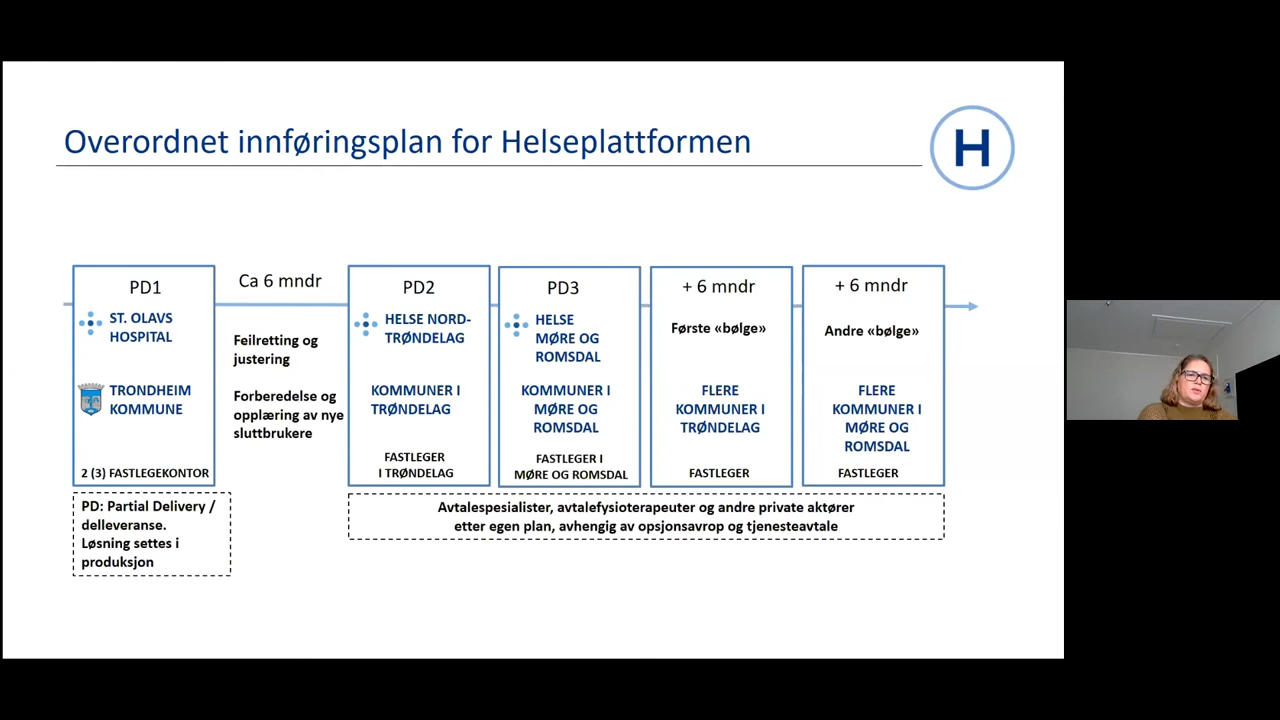 Overordnet innføringsplan for Helseplattformen
H
PD1
ST. OLAVS
HOSPITAL
TRONDHEIM
KOMMUNE
2 (3) FASTLEGEKONTOR
PD: Partial Delivery /
delleveranse.
Løsning settes i
produksjon
Ca 6 mndr
Feilretting og
justering
Forberedelse og
opplæring av nye
sluttbrukere
PD2
HELSE NORD-
TRØNDELAG
KOMMUNER I
TRØNDELAG
FASTLEGER
I TRØNDELAG
PD3
HELSE
MØRE OG
ROMSDAL
KOMMUNER I
MØRE OG
ROMSDAL
FASTLEGER I
MØRE OG ROMSDAL
+ 6 mndr
Første «bølge»
FLERE
KOMMUNER I
TRØNDELAG
FASTLEGER
+ 6 mndr
Andre «bølge»
FLERE
KOMMUNER I
MØRE OG
ROMSDAL
FASTLEGER
Avtalespesialister, avtalefysioterapeuter og andre private aktører
etter egen plan, avhengig av opsjonsavrop og tjenesteavtale